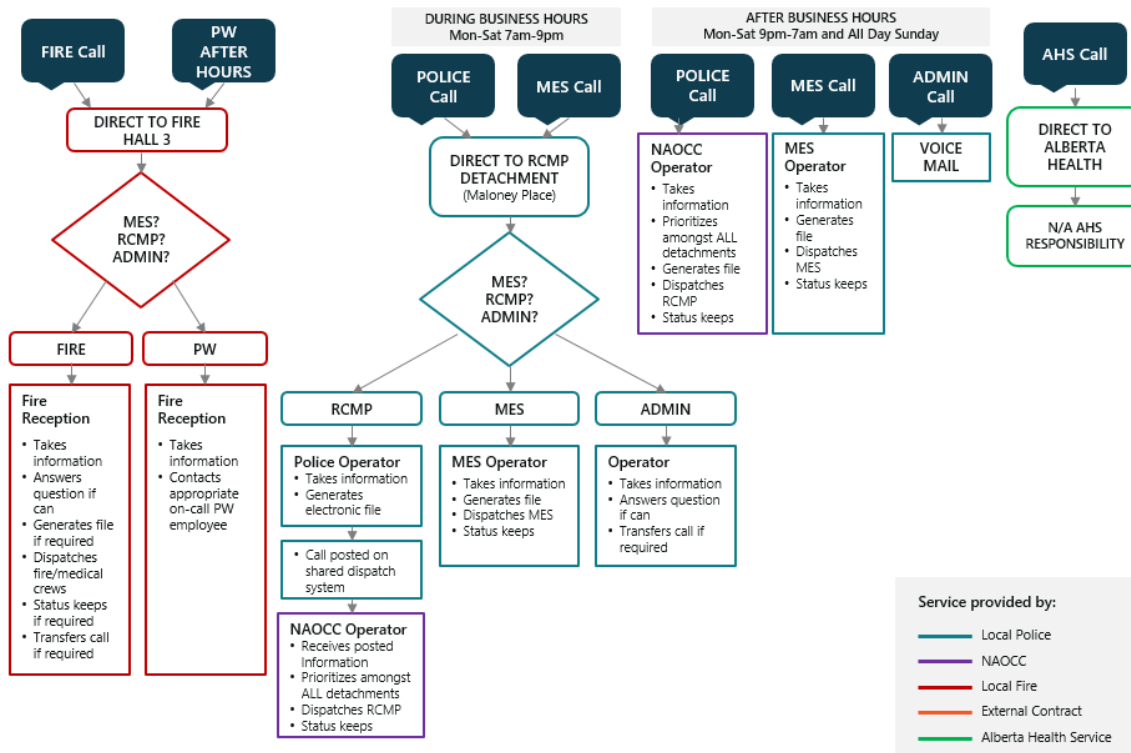 FIRE Call
PW
AFTER
HOURS
DIRECT TO FIRE
HALL 3
MES?
RCMP?
ADMIN?
FIRE
PW
Fire
Reception
• Takes
information
• Answers
question if
can
• Generates
file if required
• Dispatches
fire/medical
crews
• Status keeps
if required
• Transfers call
if required
Fire
Reception
• Takes
information
• Contacts
appropriate
on-call PW
employee
DURING BUSINESS HOURS
Mon-Sat 7am-9pm
POLICE
Call
MES Call
DIRECT TO RCMP
DETACHMENT
(Maloney Place)
MES?
RCMP?
ADMIN?
RCMP
MES
ADMIN
Police Operator
• Takes information
• Generates
electronic file
• Call posted on
shared dispatch
system
NAOCC Operator
• Receives posted
Information
• Prioritizes amongst
ALL detachments
• Dispatches RCMP
• Status keeps
MES Operator
• Takes information
• Generates file
• Dispatches MES
• Status keeps
Operator
• Takes information
• Answers question if
can
• Transfers call if
required
AFTER BUSINESS HOURS
Mon-Sat 9pm-7am and All Day Sunday
POLICE
Call
MES Call
ADMIN
Call
NAOCC
Operator
• Takes
information
• Prioritizes
amongst ALL
detachments
• Generates file
• Dispatches
RCMP
• Status keeps
MES
Operator
• Takes
information
• Generates
file
• Dispatches
MES
• Status keeps
VOICE
MAIL
AHS Call
DIRECT TO
ALBERTA
HEALTH
N/A AHS
RESPONSIBILITY
Service provided by:
Local Police
NAOCC
Local Fire
External Contract
Alberta Health Service